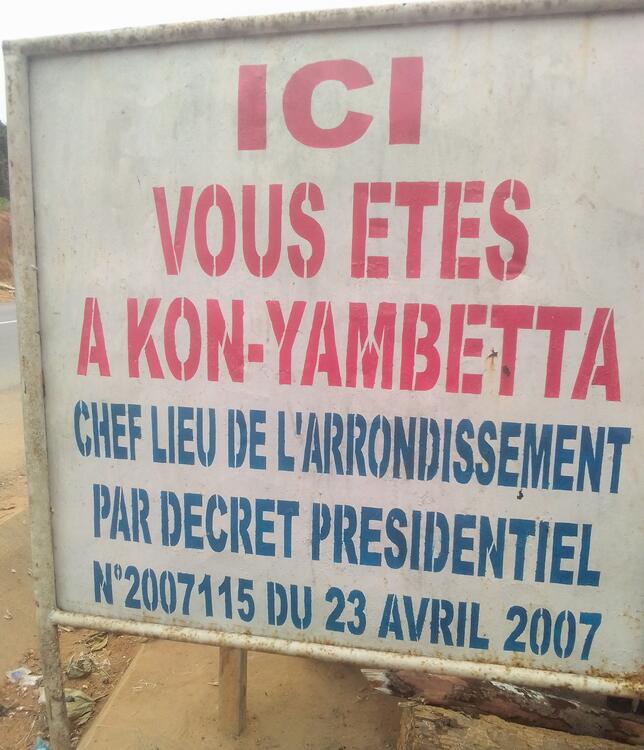 ICI
VOUS ETES
A KON-YAMBETTA
CHEF LIEU DE L'ARRONDISSEMENT
PAR DECRET PRESIDENTIEL
N°2007115 DU 23 AVRIL 2007